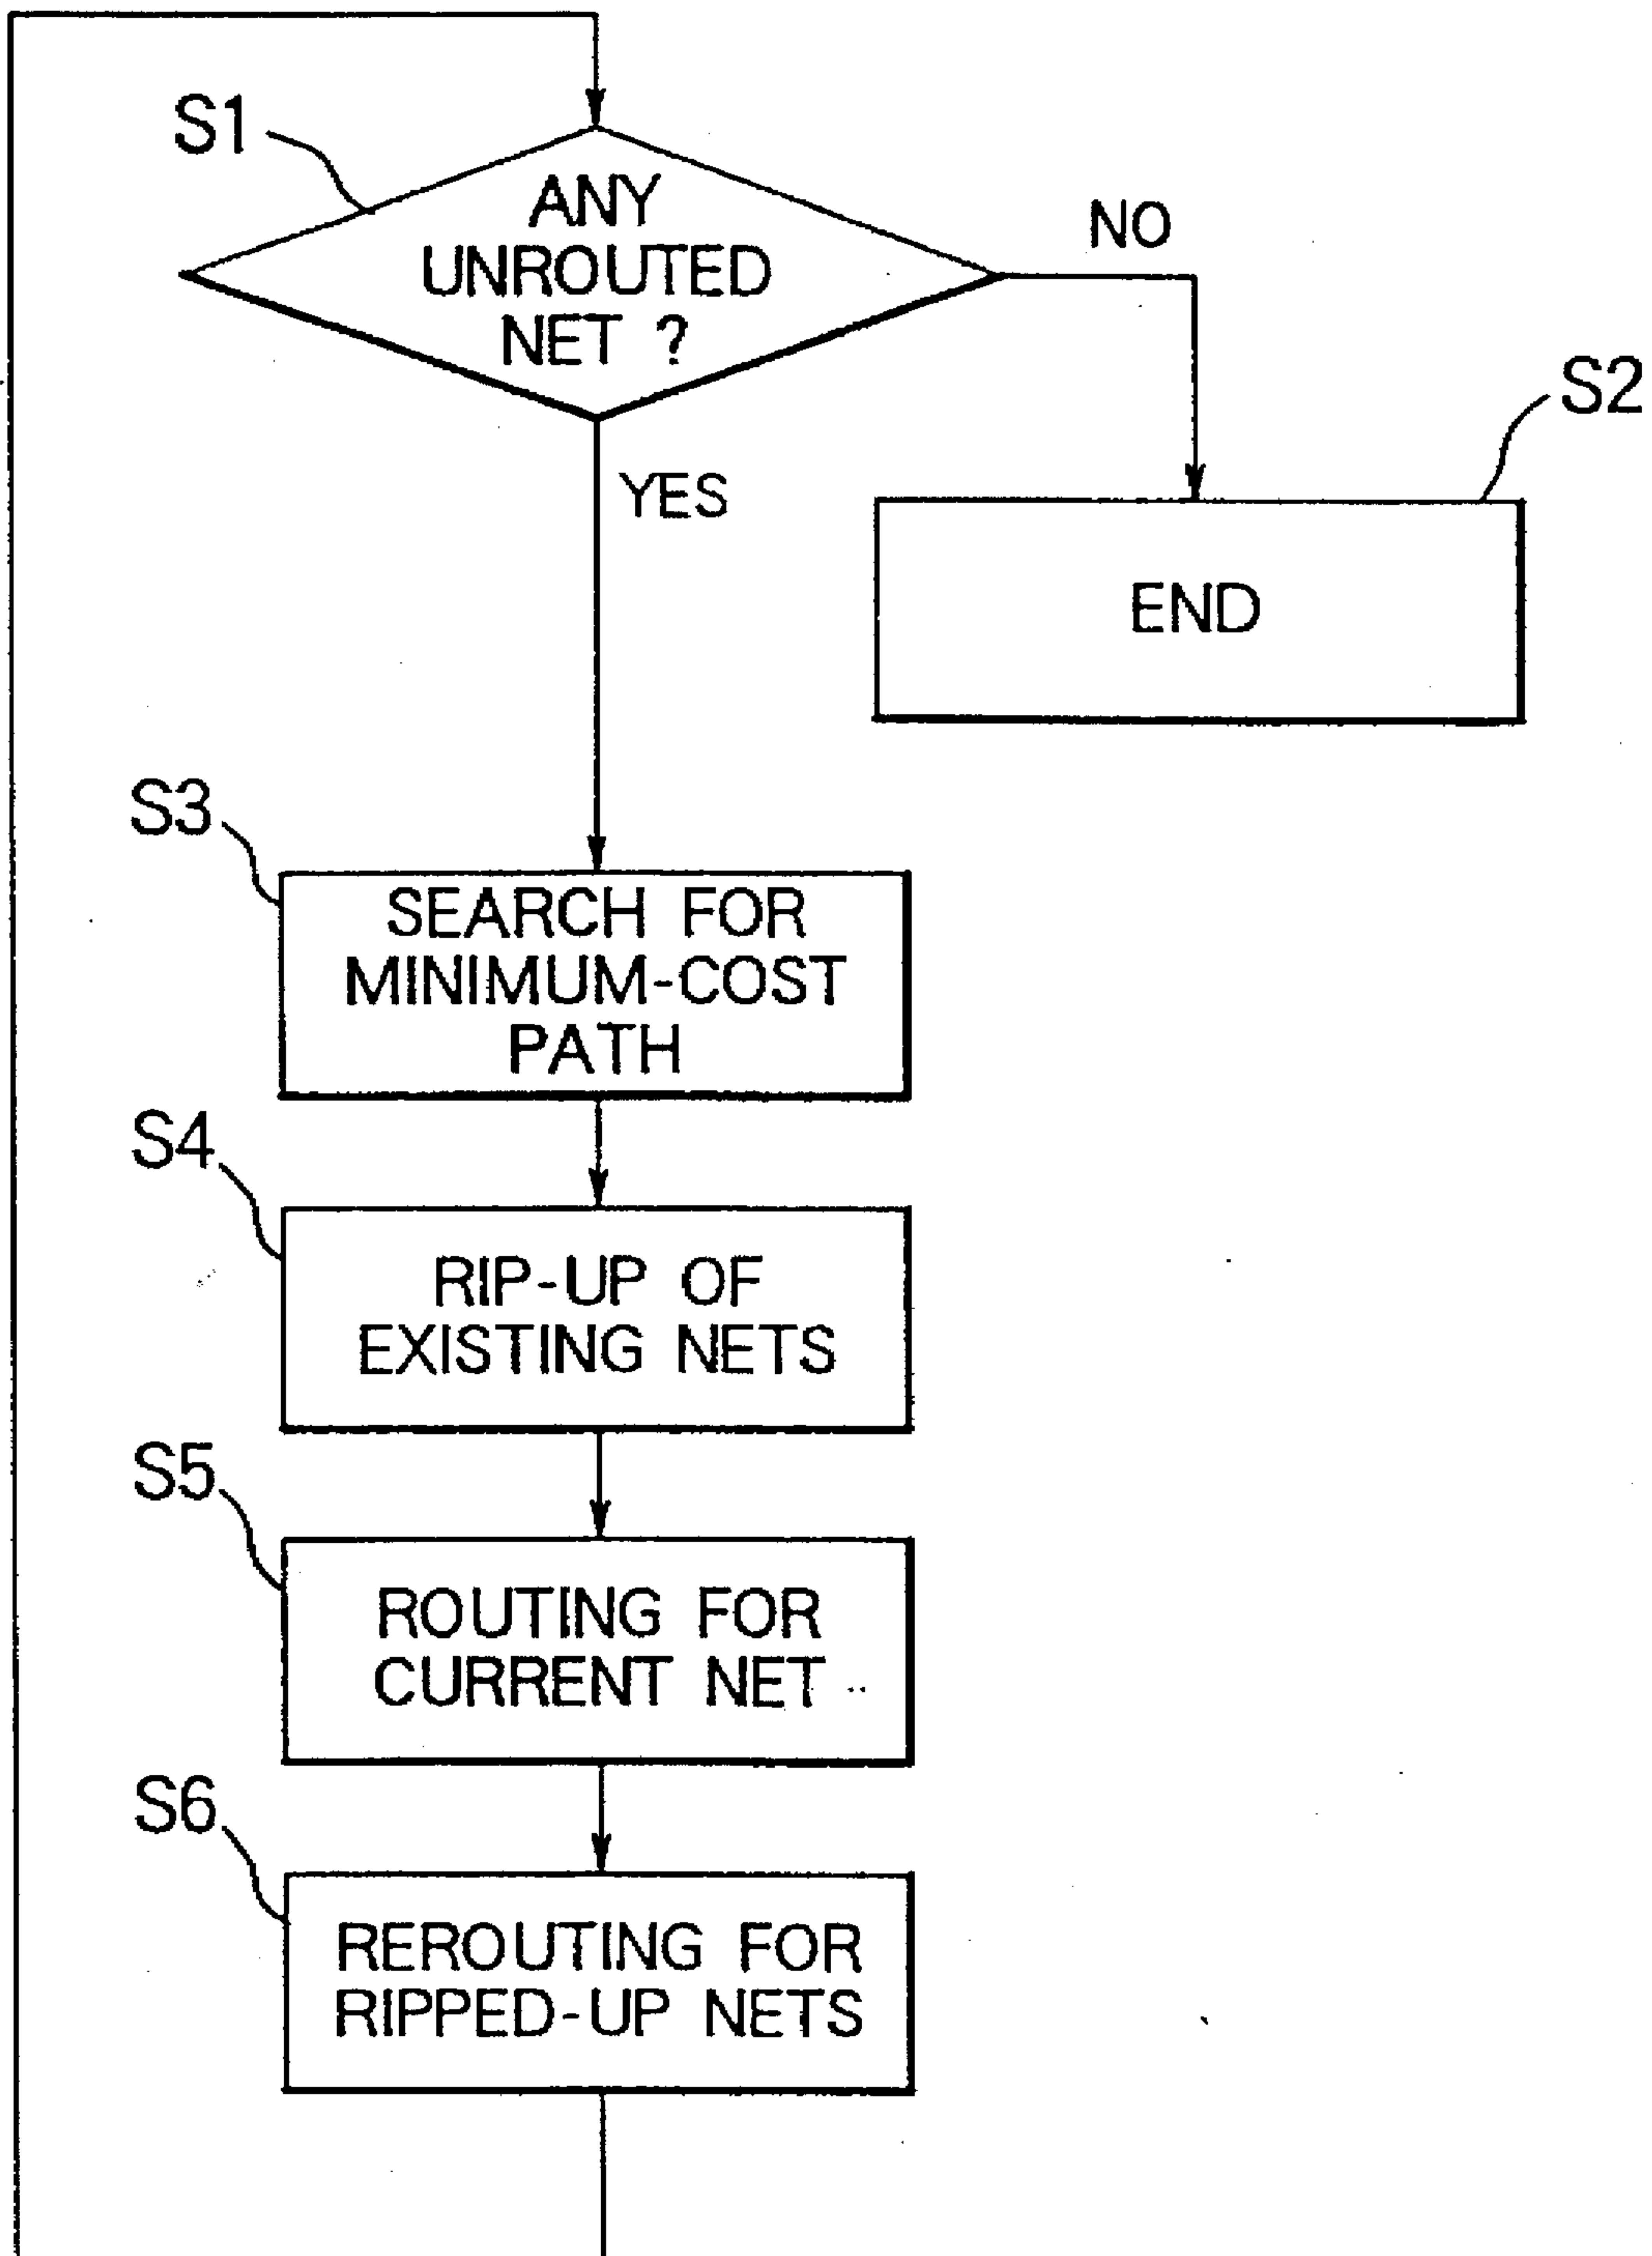 S1
ANY
UNROUTED
NET ?
NO
S2
YES
END
S3
SEARCH FOR
MINIMUM-COST
PATH
S4
RIP-UP OF
EXISTING NETS
S5
ROUTING FOR
CURRENT NET
S6
REROUTING FOR
RIPPED-UP NETS